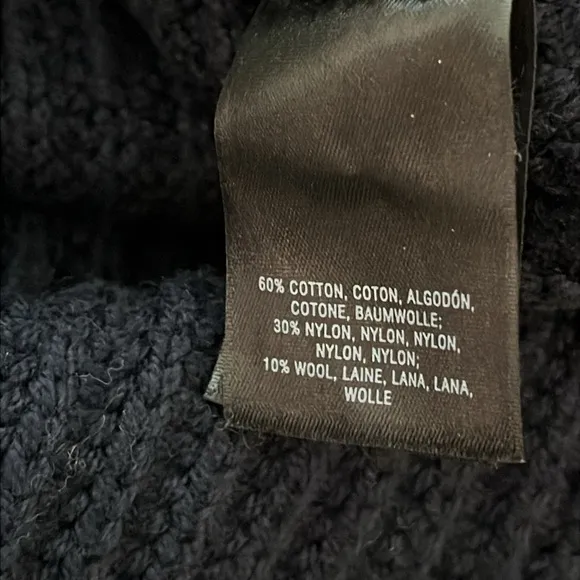 60% COTTON, COTON, ALGODÓN,
COTONE, BAUMWOLLE;
30% NYLON, NYLON, NYLON,
NYLON, NYLON;
10% WOOL, LAINE, LANA, LANA,
WOLLE